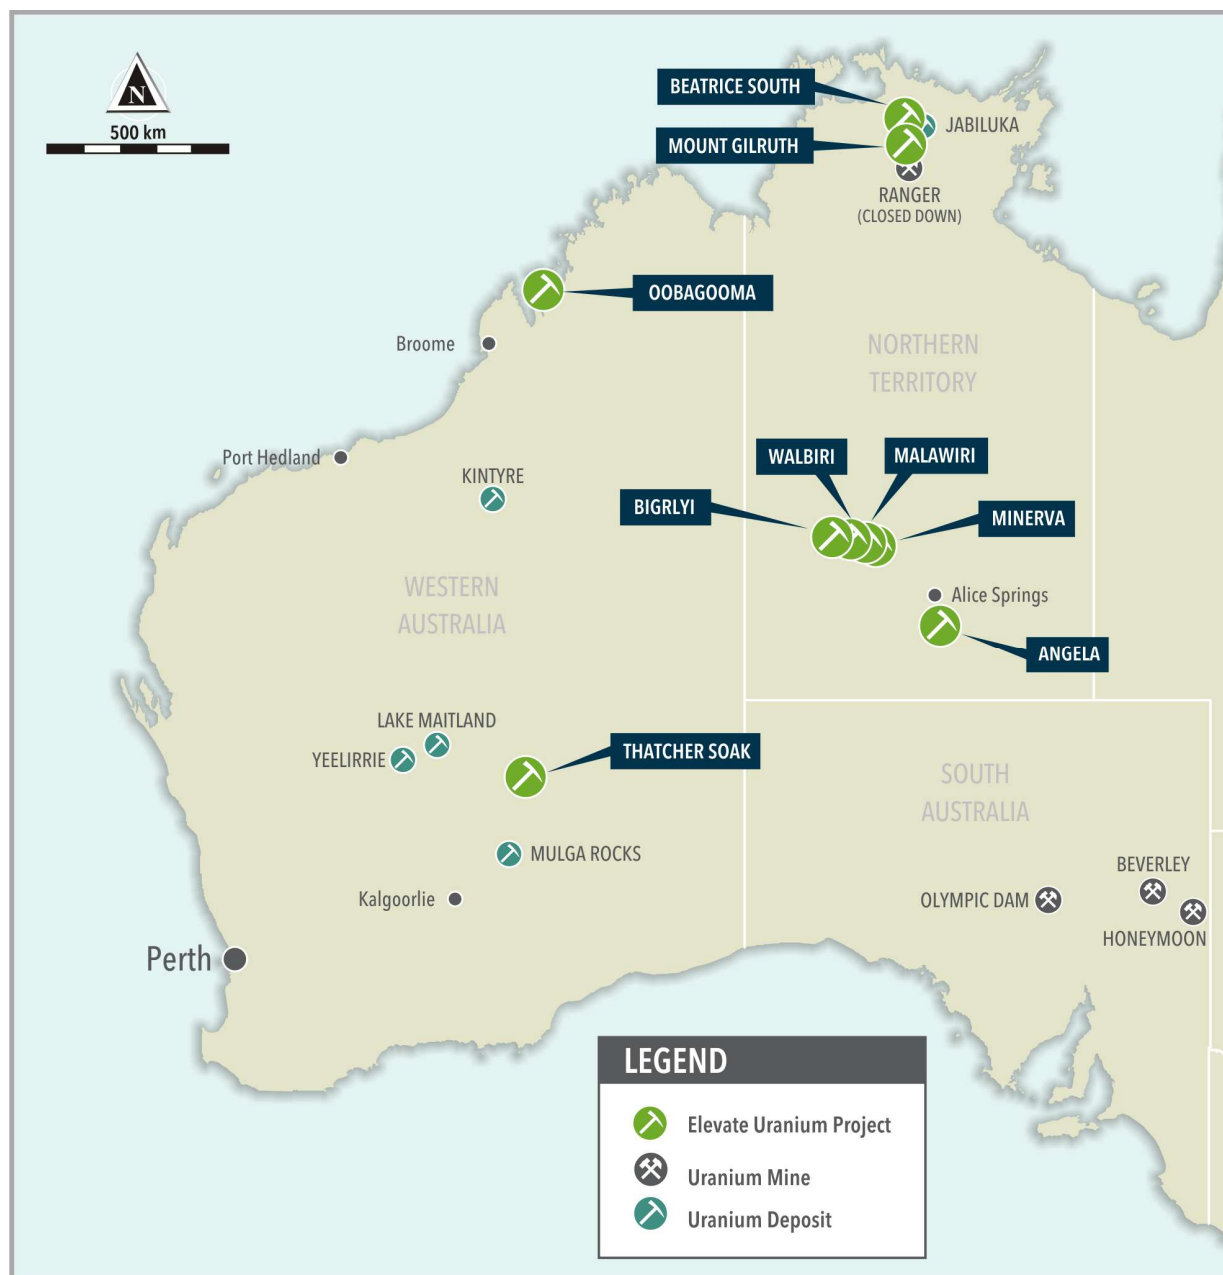 N
500 km
BEATRICE SOUTH
JABILUKA
MOUNT GILRUTH
RANGER
(CLOSED DOWN)
OOBAGOOMA
Broome
NORTHERN
TERRITORY
Port Hedland
KINTYRE
WALBIRI
MALAWIRI
BIGRLYI
MINERVA
WESTERN
AUSTRALIA
Alice Springs
ANGELA
LAKE MAITLAND
YEELIRRIE
THATCHER SOAK
SOUTH
AUSTRALIA
MULGA ROCKS
BEVERLEY
Kalgoorlie
OLYMPIC DAM
HONEYMOON
Perth
LEGEND
Elevate Uranium Project
Uranium Mine
Uranium Deposit